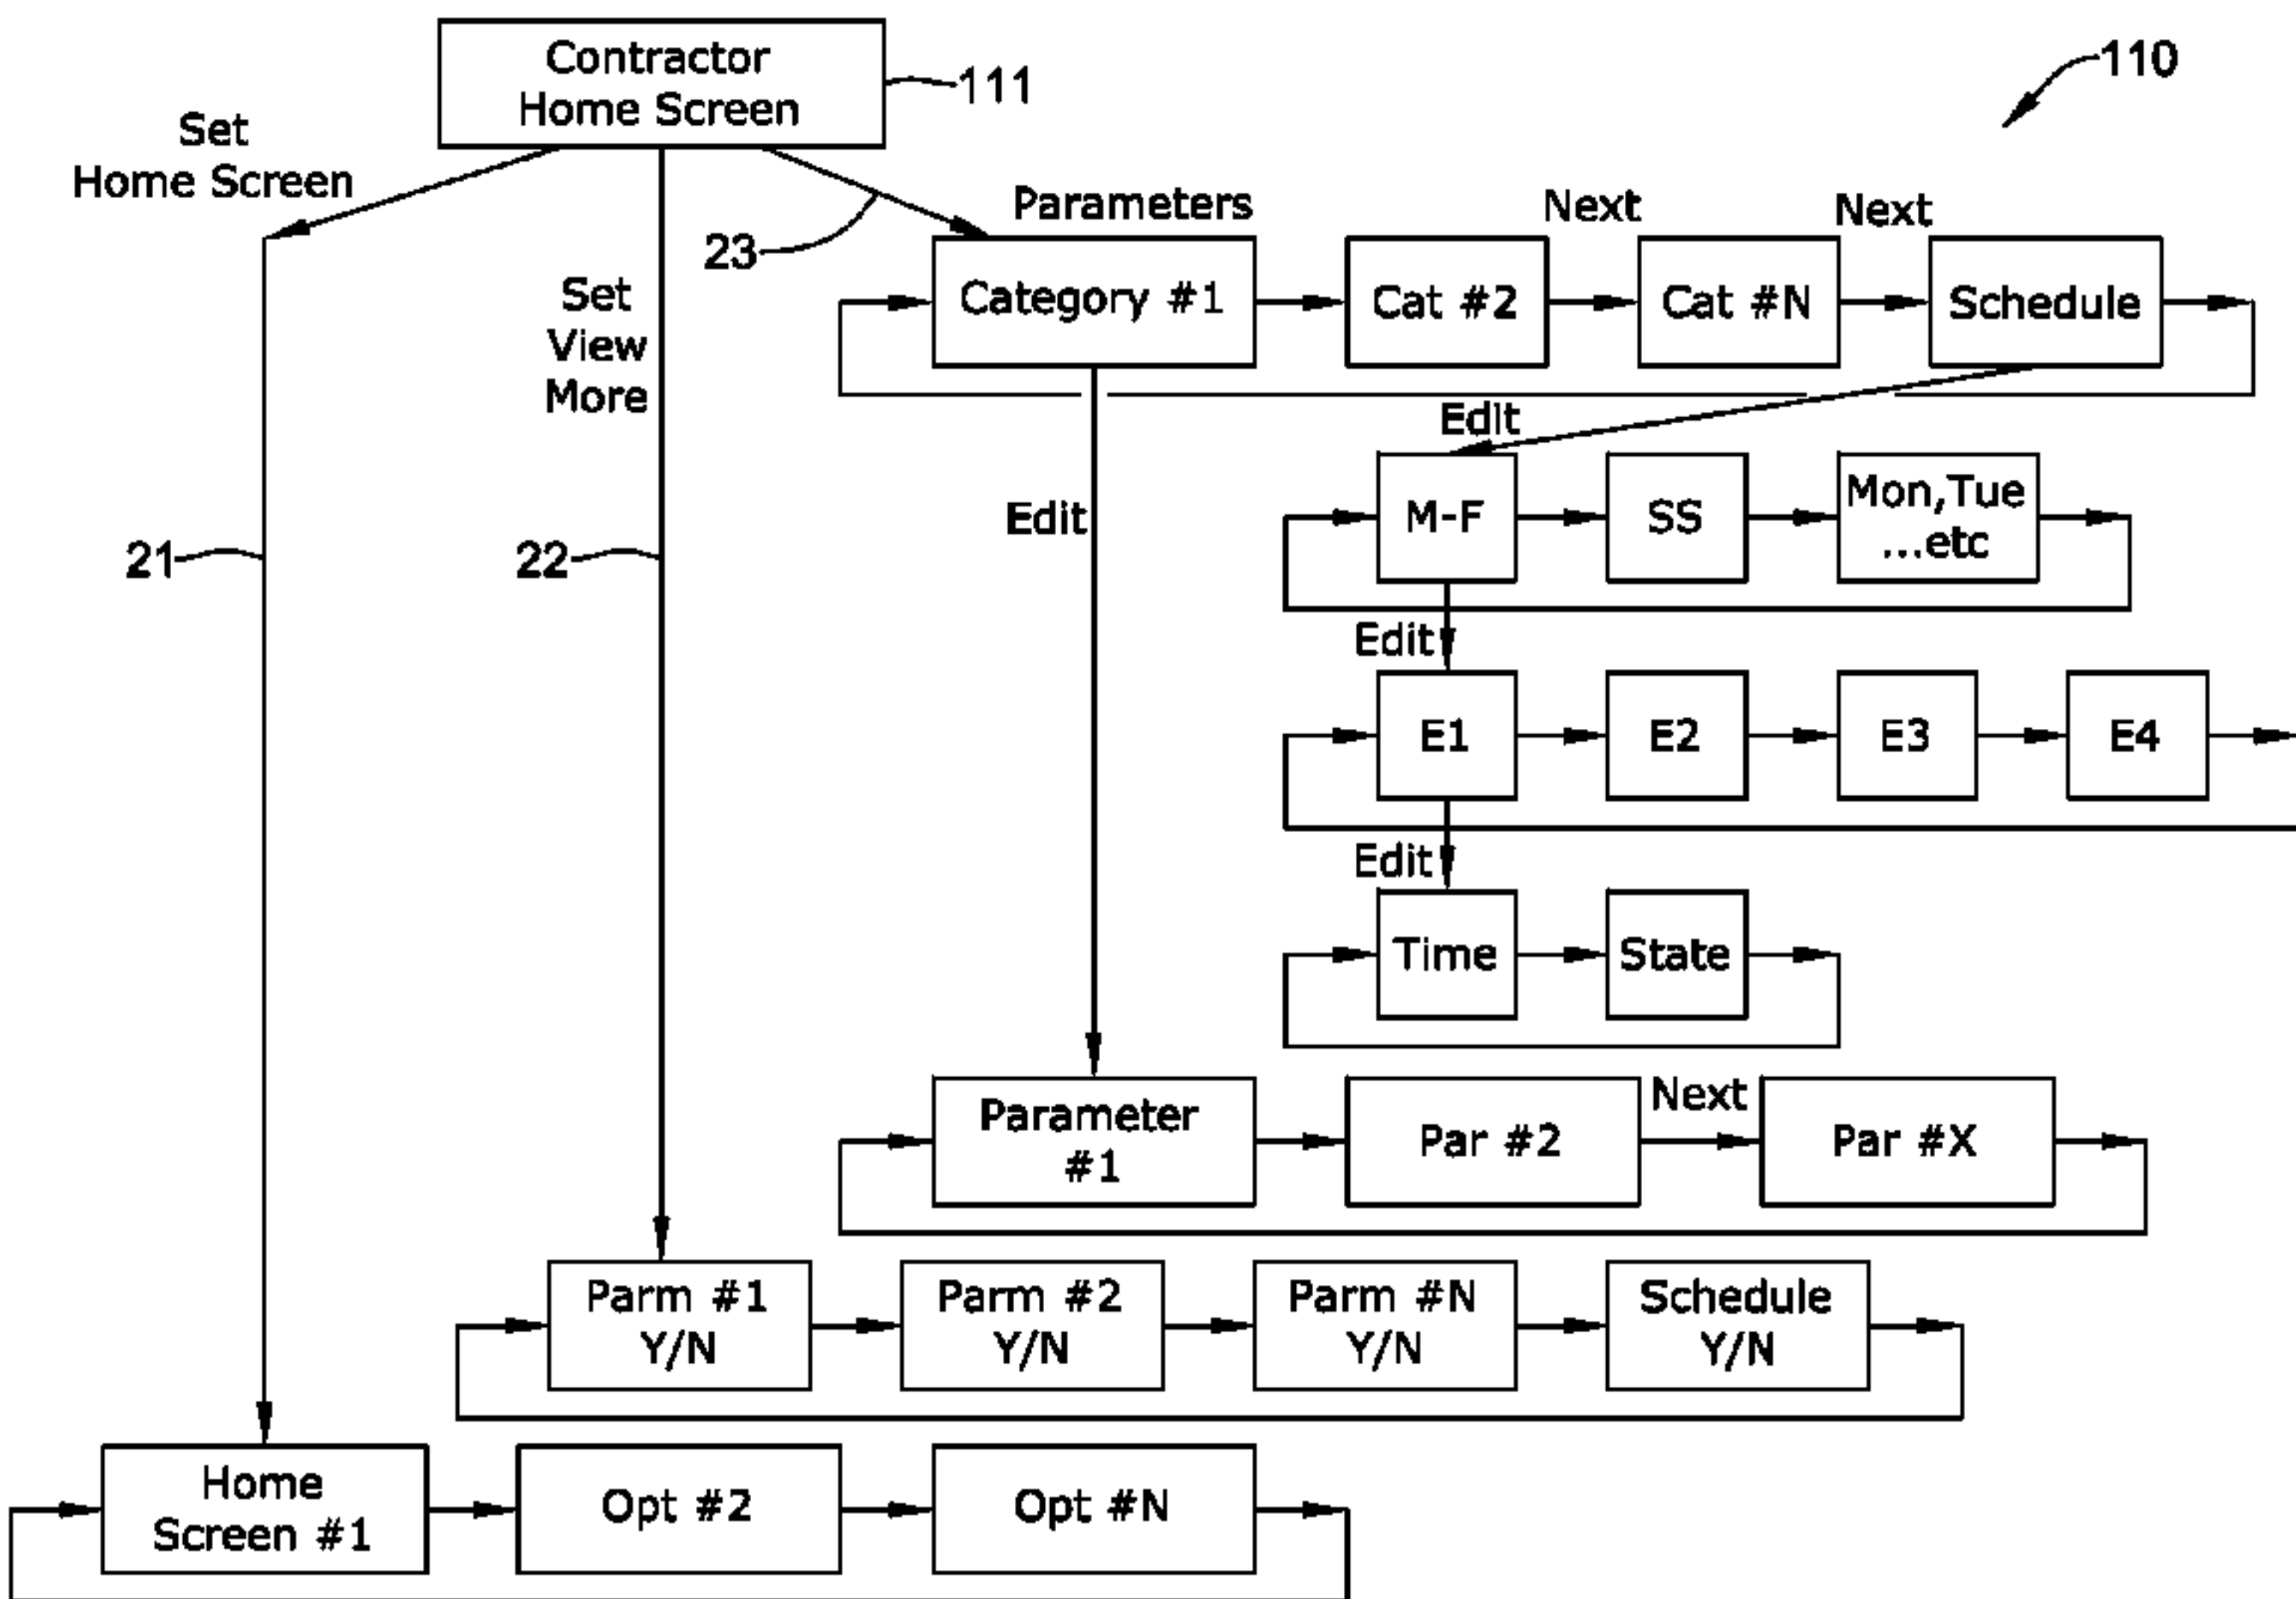 Contractor
Home Screen
111
110
Set
Home Screen
Parameters
Next
Next
23
Set
View
More
Category #1
Cat #2
Cat #N
Schedule
Edit
Edit
M-F
SS
Mon,Tue
...etc
21
22
Edit
E1
E2
E3
E4
Edit
Time
State
Parameter
#1
Par #2
Next
Par #X
Parm #1
Y/N
Parm #2
Y/N
Parm #N
Y/N
Schedule
Y/N
Home
Screen #1
Opt #2
Opt #N